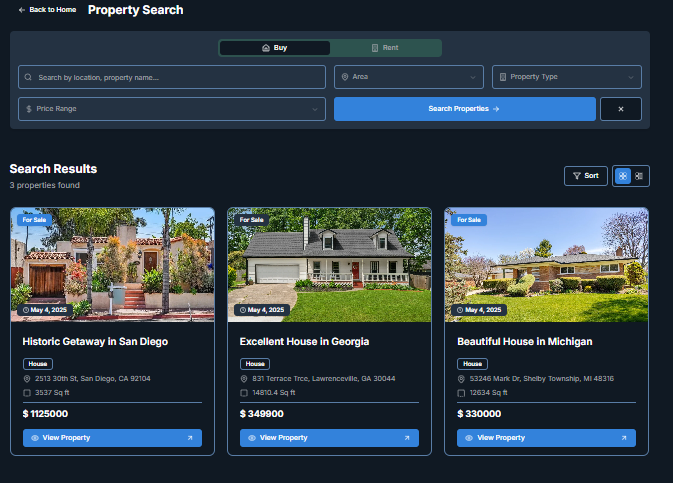 Back to Home
Property Search
Buy
Rent
Search by location, property name...
Area
Property Type
$ Price Range
Search Properties
Search Results
3 properties found
Sort
For Sale
May 4, 2025
Historic Getaway in San Diego
House
2513 30th St, San Diego, CA 92104
3537 Sq ft
$ 1125000
View Property
For Sale
May 4, 2025
Excellent House in Georgia
House
831 Terrace Trce, Lawrenceville, GA 30044
14810.4 Sq ft
$ 349900
View Property
For Sale
May 4, 2025
Beautiful House in Michigan
House
53246 Mark Dr, Shelby Township, MI 48316
12634 Sq ft
$ 330000
View Property